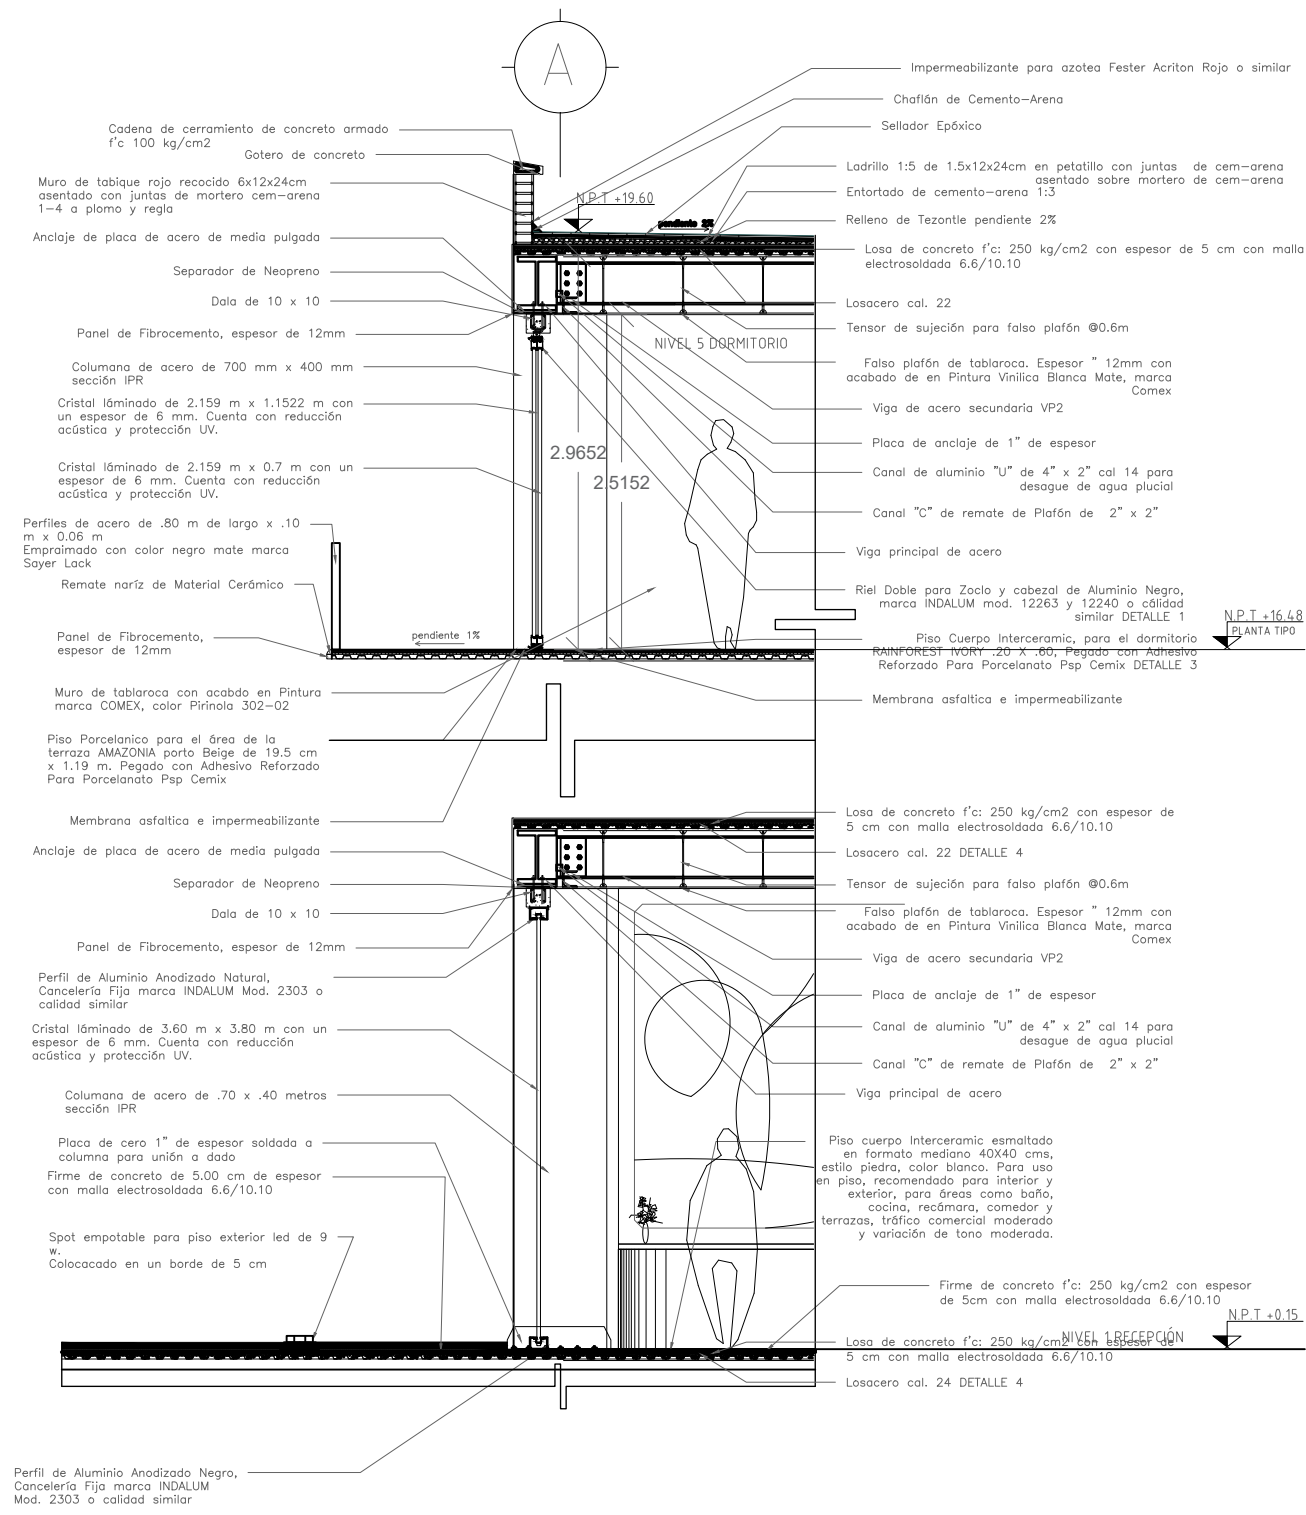 A
Impermeabilizante para azotea Fester Acriton Rojo o similar
Chaflán de Cemento-Arena
Sellador Epóxico
Ladrillo 1:5 de 1.5x12x24cm en petatillo con juntas de cem-arena
asentado sobre mortero de cem-arena
Entortado de cemento-arena 1:3
Relleno de Tezontle pendiente 2%
Losa de concreto f'c: 250 kg/cm2 con espesor de 5 cm con malla
electrosoldada 6.6/10.10
Losacero cal. 22
Tensor de sujeción para falso plafón @0.6m
Falso plafón de tablaroca. Espesor " 12mm con
acabado de en Pintura Vinilica Blanca Mate, marca
Comex
Viga de acero secundaria VP2
Placa de anclaje de 1" de espesor
Canal de aluminio "U" de 4" x 2" cal 14 para
desague de agua plucial
Canal "C" de remate de Plafón de 2" x 2"
Viga principal de acero
Riel Doble para Zoclo y cabezal de Aluminio Negro,
marca INDALUM mod. 12263 y 12240 o cálidad
similar DETALLE 1
Piso Cuerpo Interceramic, para el dormitorio
RAINFOREST IVORY .20 X .60, Pegado con Adhesivo
Reforzado Para Porcelanato Psp Cemix DETALLE 3
Membrana asfaltica e impermeabilizante
N.P.T +16.48
PLANTA TIPO
Cadena de cerramiento de concreto armado
f'c 100 kg/cm2
Gotero de concreto
Muro de tabique rojo recocido 6x12x24cm
asentado con juntas de mortero cem-arena
1-4 a plomo y regla
Anclaje de placa de acero de media pulgada
Separador de Neopreno
Dala de 10 x 10
Panel de Fibrocemento, espesor de 12mm
Columana de acero de 700 mm x 400 mm
sección IPR
Cristal láminado de 2.159 m x 1.1522 m con
un espesor de 6 mm. Cuenta con reducción
acústica y protección UV.
Cristal láminado de 2.159 m x 0.7 m con un
espesor de 6 mm. Cuenta con reducción
acústica y protección UV.
Perfiles de acero de .80 m de largo x .10
m x 0.06 m
Empraimado con color negro mate marca
Sayer Lack
Remate naríz de Material Cerámico
Panel de Fibrocemento,
espesor de 12mm
Muro de tablaroca con acabdo en Pintura
marca COMEX, color Pirinola 302-02
Piso Porcelanico para el área de la
terraza AMAZONIA porto Beige de 19.5 cm
x 1.19 m. Pegado con Adhesivo Reforzado
Para Porcelanato Psp Cemix
Membrana asfaltica e impermeabilizante
N.P.T +19.60
pendiente 2%
NIVEL 5 DORMITORIO
2.9652
2.5152
pendiente 1%
Anclaje de placa de acero de media pulgada
Separador de Neopreno
Dala de 10 x 10
Panel de Fibrocemento, espesor de 12mm
Perfil de Aluminio Anodizado Natural,
Cancelería Fija marca INDALUM Mod. 2303 o
calidad similar
Cristal láminado de 3.60 m x 3.80 m con un
espesor de 6 mm. Cuenta con reducción
acústica y protección UV.
Columana de acero de .70 x .40 metros
sección IPR
Placa de cero 1" de espesor soldada a
columna para unión a dado
Firme de concreto de 5.00 cm de espesor
con malla electrosoldada 6.6/10.10
Spot empotable para piso exterior led de 9
w.
Colocacado en un borde de 5 cm
Perfil de Aluminio Anodizado Negro,
Cancelería Fija marca INDALUM
Mod. 2303 o calidad similar
Losa de concreto f'c: 250 kg/cm2 con espesor de
5 cm con malla electrosoldada 6.6/10.10
Losacero cal. 22 DETALLE 4
Tensor de sujeción para falso plafón @0.6m
Falso plafón de tablaroca. Espesor " 12mm con
acabado de en Pintura Vinilica Blanca Mate, marca
Comex
Viga de acero secundaria VP2
Placa de anclaje de 1" de espesor
Canal de aluminio "U" de 4" x 2" cal 14 para
desague de agua plucial
Canal "C" de remate de Plafón de 2" x 2"
Viga principal de acero
Piso cuerpo Interceramic esmaltado
en formato mediano 40X40 cms,
estilo piedra, color blanco. Para uso
en piso, recomendado para interior y
exterior, para áreas como baño,
cocina, recámara, comedor y
terrazas, tráfico comercial moderado
y variación de tono moderada.
Firme de concreto f'c: 250 kg/cm2 con espesor
de 5cm con malla electrosoldada 6.6/10.10
N.P.T +0.15
NIVEL 1 RECEPCIÓN
Losa de concreto f'c: 250 kg/cm2 con espesor de
5 cm con malla electrosoldada 6.6/10.10
Losacero cal. 24 DETALLE 4